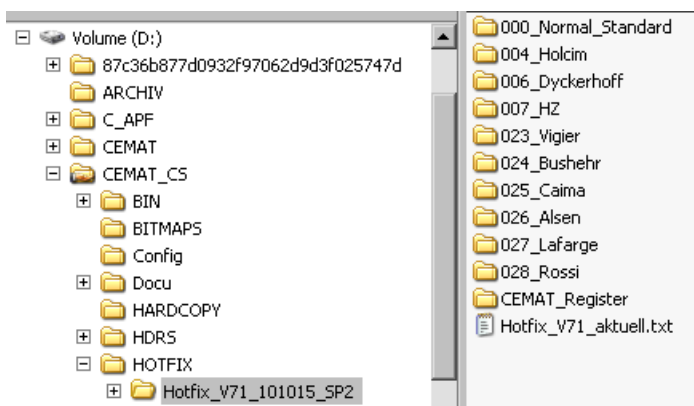 Volume (D:)
87c36b877d0932f97062d9d3f025747d
ARCHIV
C_APF
CEMAT
CEMAT_CS
BIN
BITMAPS
Config
Docu
HARDCOPY
HDRS
HOTFIX
Hotfix_V71_101015_SP2
000_Normal_Standard
004_Holcim
006_Dyckerhoff
007_HZ
023_Vigier
024_Bushehr
025_Caima
026_Alsen
027_Lafarge
028_Rossi
CEMAT_Register
Hotfix_V71_aktuell.txt